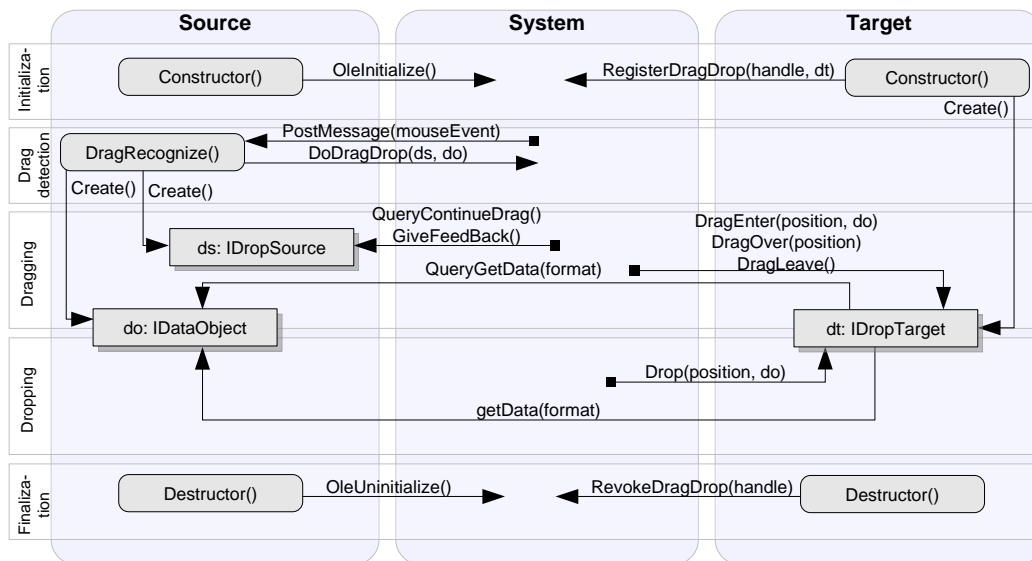 Source
System
Target
Initializa-
tion
Constructor()
OleInitialize()
RegisterDragDrop(handle, dt)
Constructor()
Create()
Drag
detection
DragRecognize()
PostMessage(mouseEvent)
DoDragDrop(ds, do)
Create()
Create()
Dragging
QueryContinueDrag()
GiveFeedBack()
ds: IDropSource
DragEnter(position, do)
DragOver(position)
DragLeave()
QueryGetData(format)
do: IDataObject
dt: IDropTarget
Dropping
Drop(position, do)
getData(format)
Finaliza-
tion
Destructor()
OleUninitialize()
RevokeDragDrop(handle)
Destructor()